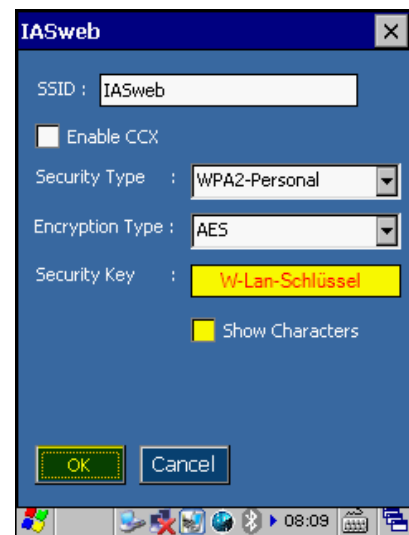 IASweb
SSID : IASweb
Enable CCX
Security Type : WPA2-Personal
Encryption Type : AES
Security Key : W-Lan-Schlüssel
Show Characters
OK Cancel
08:09